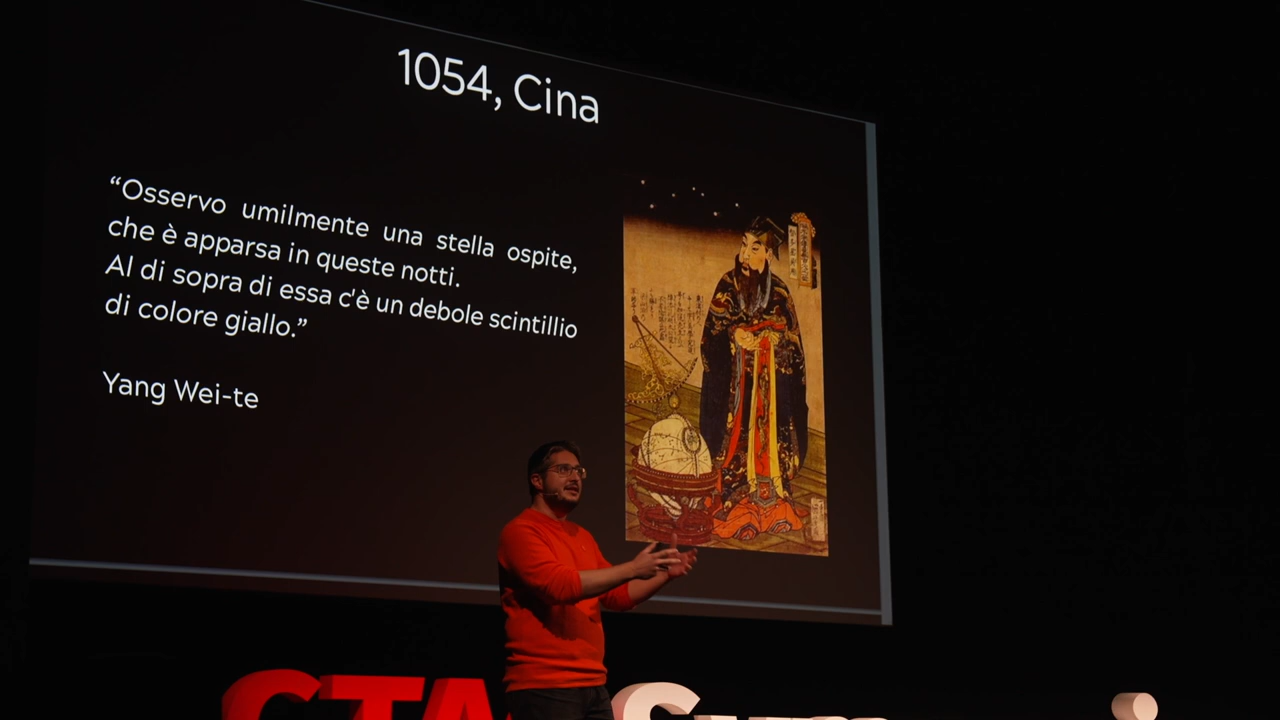 1054, Cina
“Osservo umilmente una stella ospite,
che è apparsa in queste notti.
Al di sopra di essa c'è un debole scintillio
di colore giallo.”
Yang Wei-te